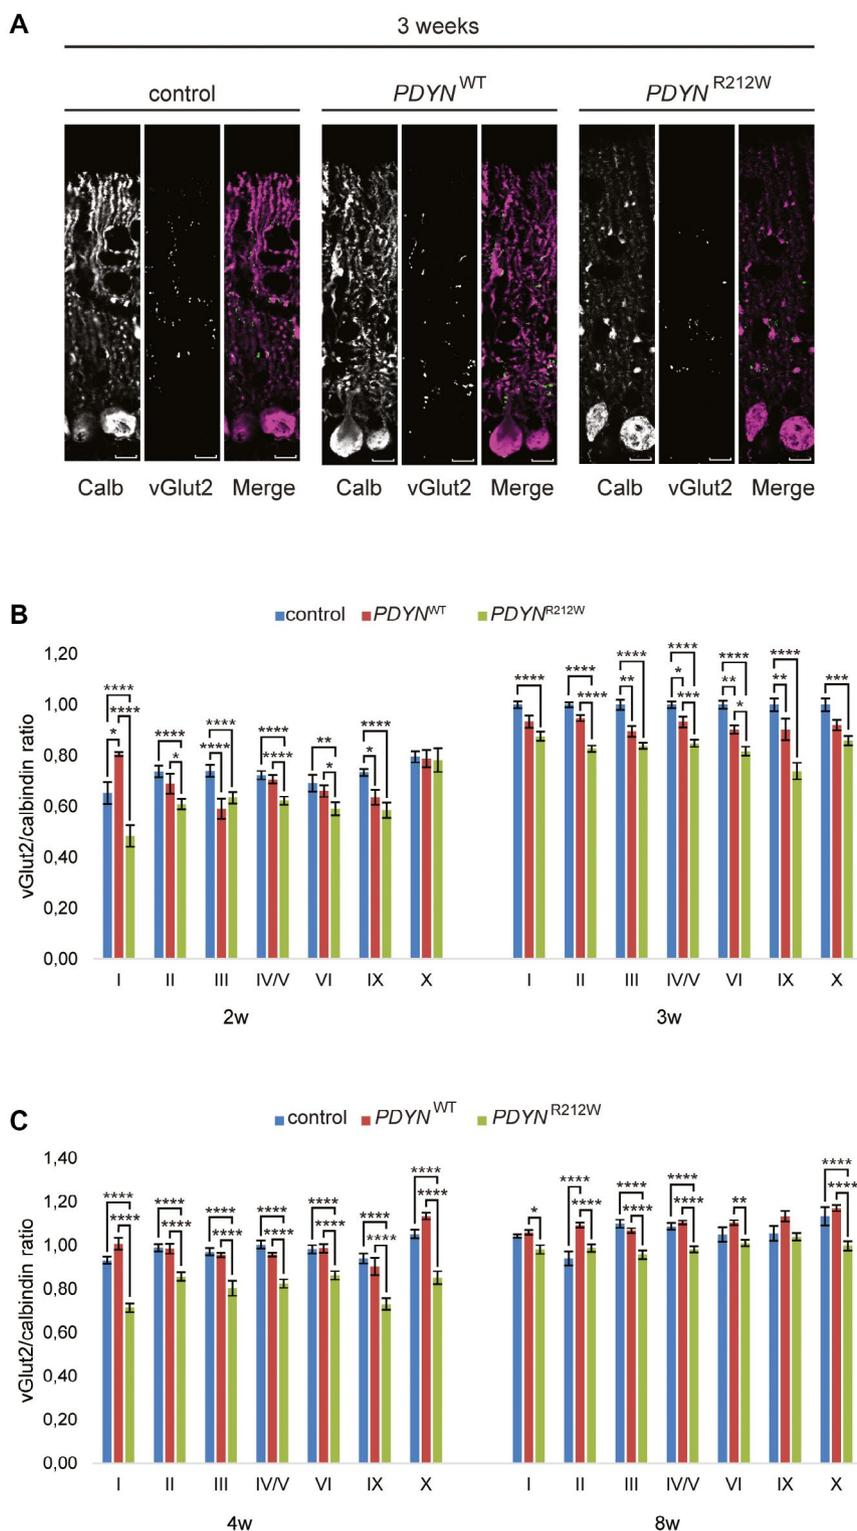 A
3 weeks
control PDYN WT PDYN R212W
Calb vGlut2 Merge Calb vGlut2 Merge Calb vGlut2 Merge
B
control PDYN WT PDYN R212W
vGlut2/calbindin ratio
1,20
1,00
0,80
0,60
0,40
0,20
0,00
**** **** * **** * **** **** **** **** ** * **** *
**** **** **** **** ** **** * *** **** ** * **** ** ***
I II III IV/V VI IX X I II III IV/V VI IX X
2w 3w
C
control PDYN WT PDYN R212W
vGlut2/calbindin ratio
1,40
1,20
1,00
0,80
0,60
0,40
0,20
0,00
**** **** **** **** **** **** **** **** **** **** **** **** **** ****
* **** **** **** **** **** **** ** **** ****
I II III IV/V VI IX X I II III IV/V VI IX X
4w 8w